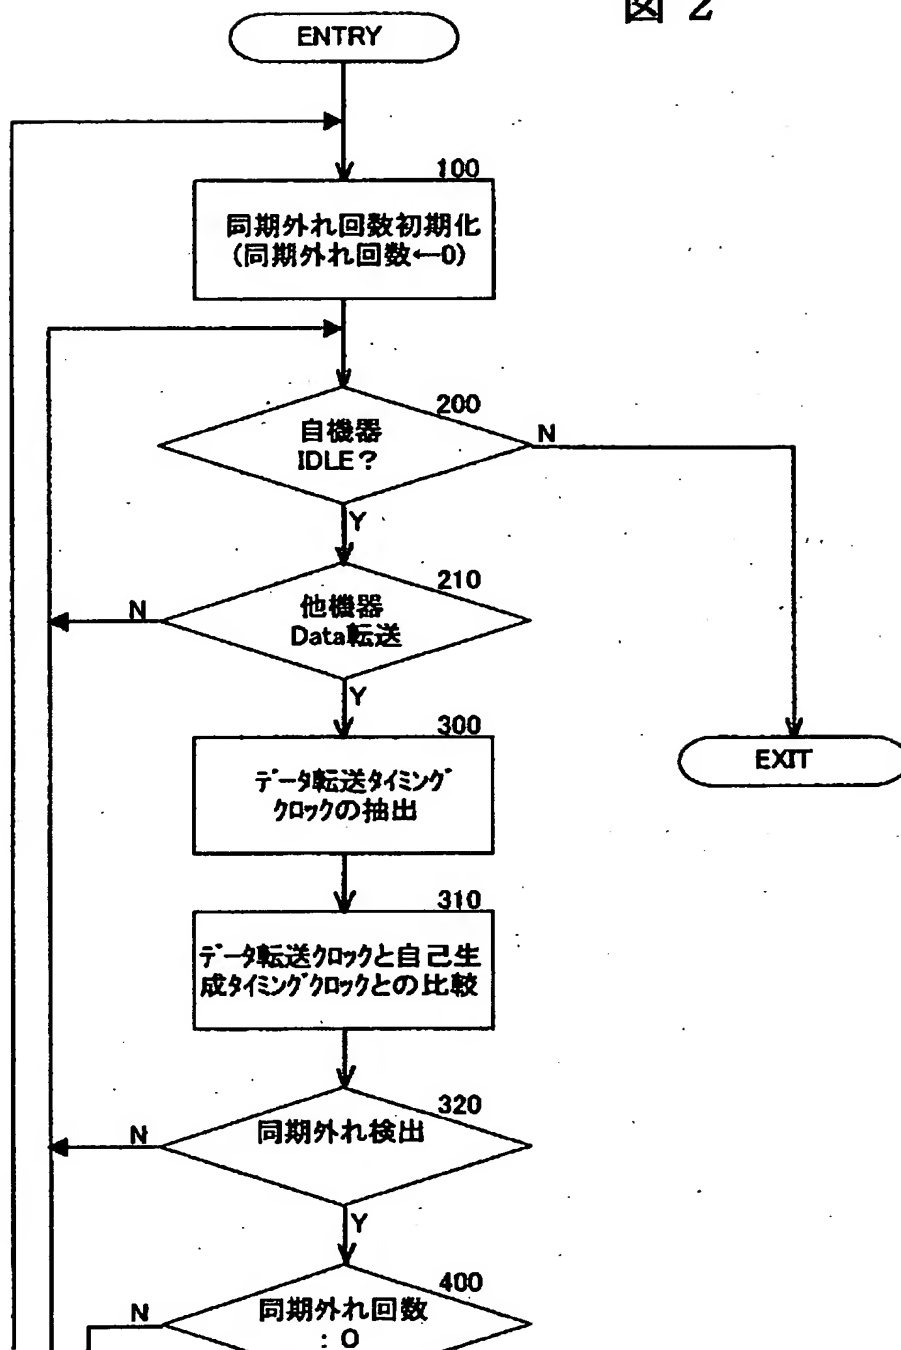 図 2
ENTRY
100
同期外れ回数初期化
(同期外れ回数←0)
200
自機器
IDLE?
N
Y
210
他機器
Data転送
N
Y
300
データ転送タイミング
クロックの抽出
EXIT
310
データ転送クロックと自己生
成タイミングクロックとの比較
320
同期外れ検出
N
Y
400
同期外れ回数
: 0
N